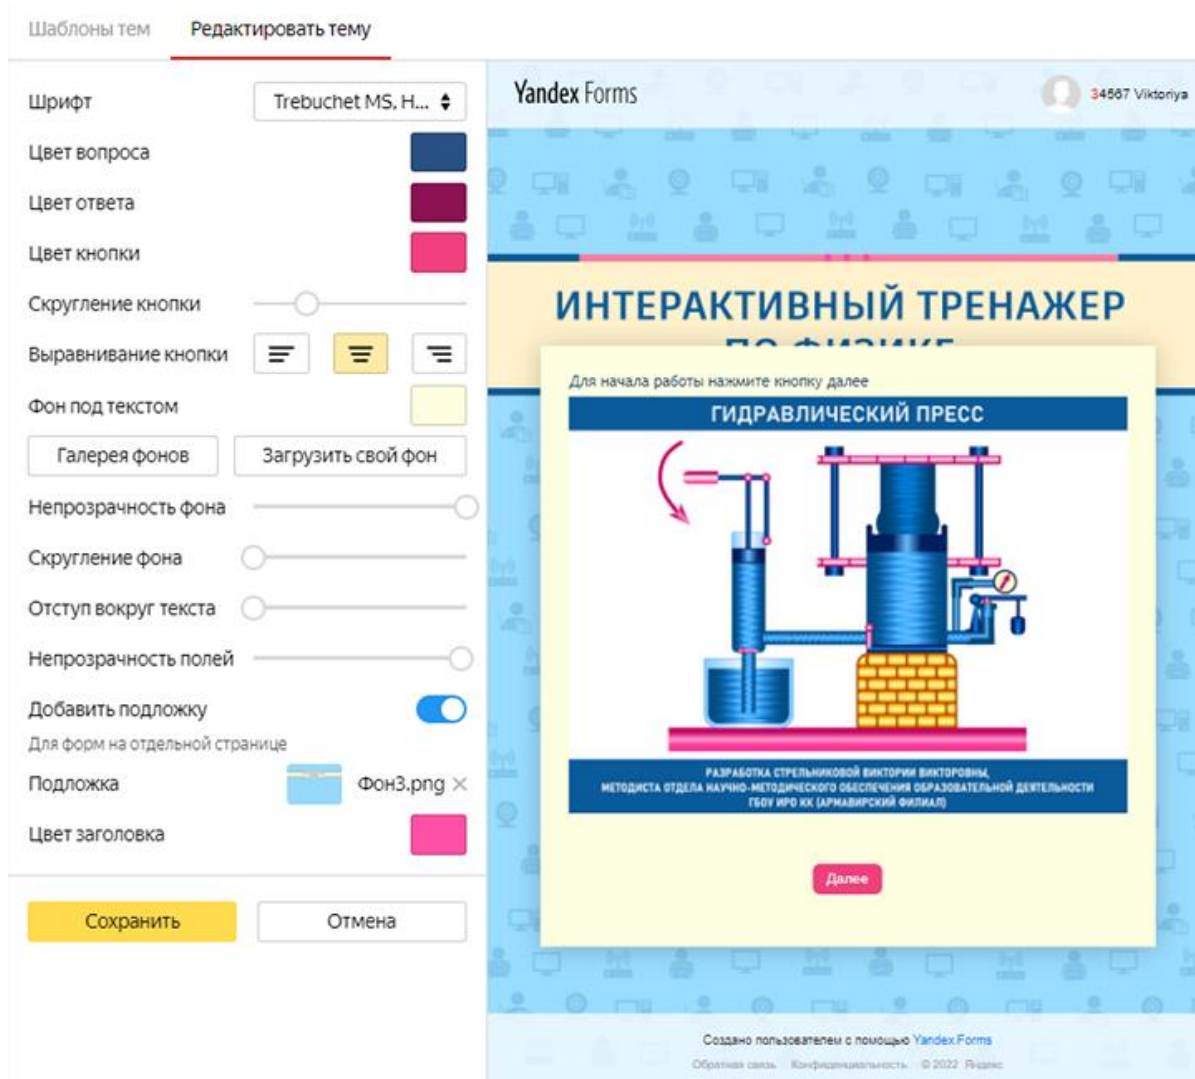 Шаблоны тем
Редактировать тему
Шрифт
Trebuchet MS, H...
Цвет вопроса
Цвет ответа
Цвет кнопки
Скругление кнопки
Выравнивание кнопки
Фон под текстом
Галерея фонов
Загрузить свой фон
Непрозрачность фона
Скругление фона
Отступ вокруг текста
Непрозрачность полей
Добавить подложку
Для форм на отдельной странице
Подложка
Фон3.png ×
Цвет заголовка
Сохранить
Отмена
Yandex Forms
34567 Viktoriya
ИНТЕРАКТИВНЫЙ ТРЕНАЖЕР
ПО ФИЗИКЕ
Для начала работы нажмите кнопку далее
ГИДРАВЛИЧЕСКИЙ ПРЕСС
РАЗРАБОТКА СТРЕЛЬНИКОВОЙ ВИКТОРИИ ВИКТОРОВНЫ,
МЕТОДИСТА ОТДЕЛА НАУЧНО-МЕТОДИЧЕСКОГО ОБЕСПЕЧЕНИЯ ОБРАЗОВАТЕЛЬНОЙ ДЕЯТЕЛЬНОСТИ
ГБОУ ИРО КК (АРМАВИРСКИЙ ФИЛИАЛ)
Далее
Создано пользователем с помощью Yandex.Forms
Обратная связь Конфиденциальность © 2022 Яндекс